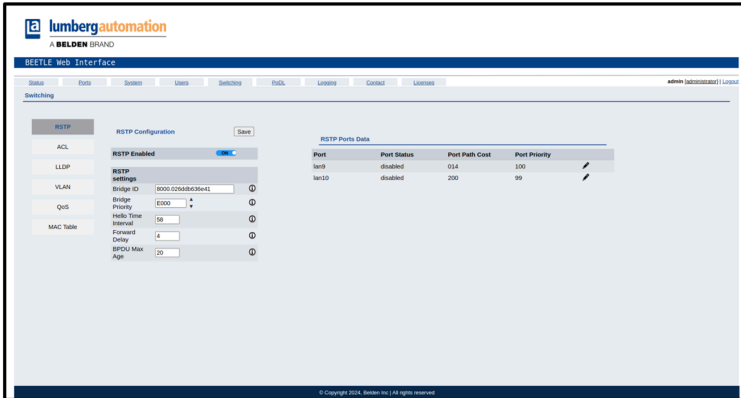 la lumbergautomation
A BELDEN BRAND
BEETLE Web Interface
Status Ports System Users Switching PoDL Logging Contact Licenses admin [administrator] | Logout
Switching
RSTP
ACL
LLDP
VLAN
QoS
MAC Table
RSTP Configuration Save
RSTP Enabled ON
RSTP settings
Bridge ID 8000.026ddb636e41
Bridge Priority E000
Hello Time Interval 58
Forward Delay 4
BPDU Max Age 20
RSTP Ports Data
Port Port Status Port Path Cost Port Priority
lan9 disabled 014 100
lan10 disabled 200 99
© Copyright 2024, Belden Inc | All rights reserved